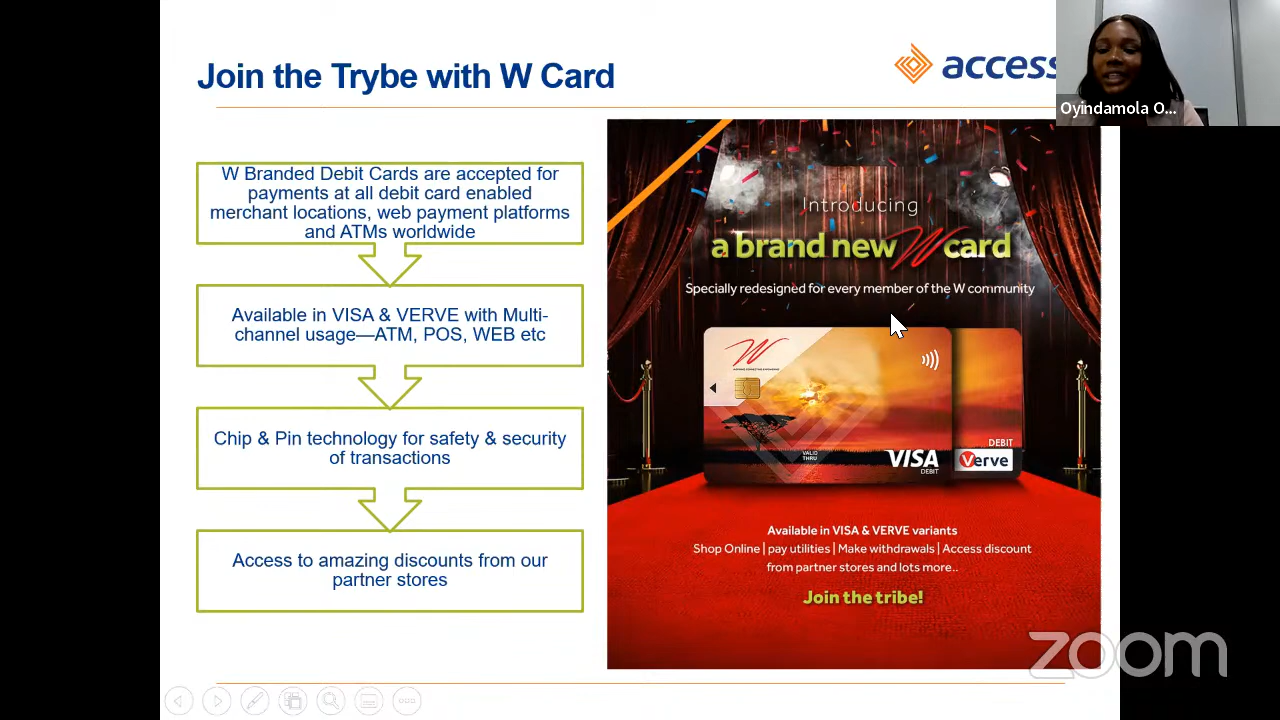 Join the Trybe with W Card
access
Oyindamola O...
W Branded Debit Cards are accepted for
payments at all debit card enabled
merchant locations, web payment platforms
and ATMs worldwide
Available in VISA & VERVE with Multi-
channel usage—ATM, POS, WEB etc
Chip & Pin technology for safety & security
of transactions
Access to amazing discounts from our
partner stores
Introducing
a brand new W card
Specially redesigned for every member of the W community
W
VALID
THRU
VISA
DEBIT
DEBIT
Verve
Available in VISA & VERVE variants
Shop Online | pay utilities | Make withdrawals | Access discount
from partner stores and lots more..
Join the tribe!
zoom